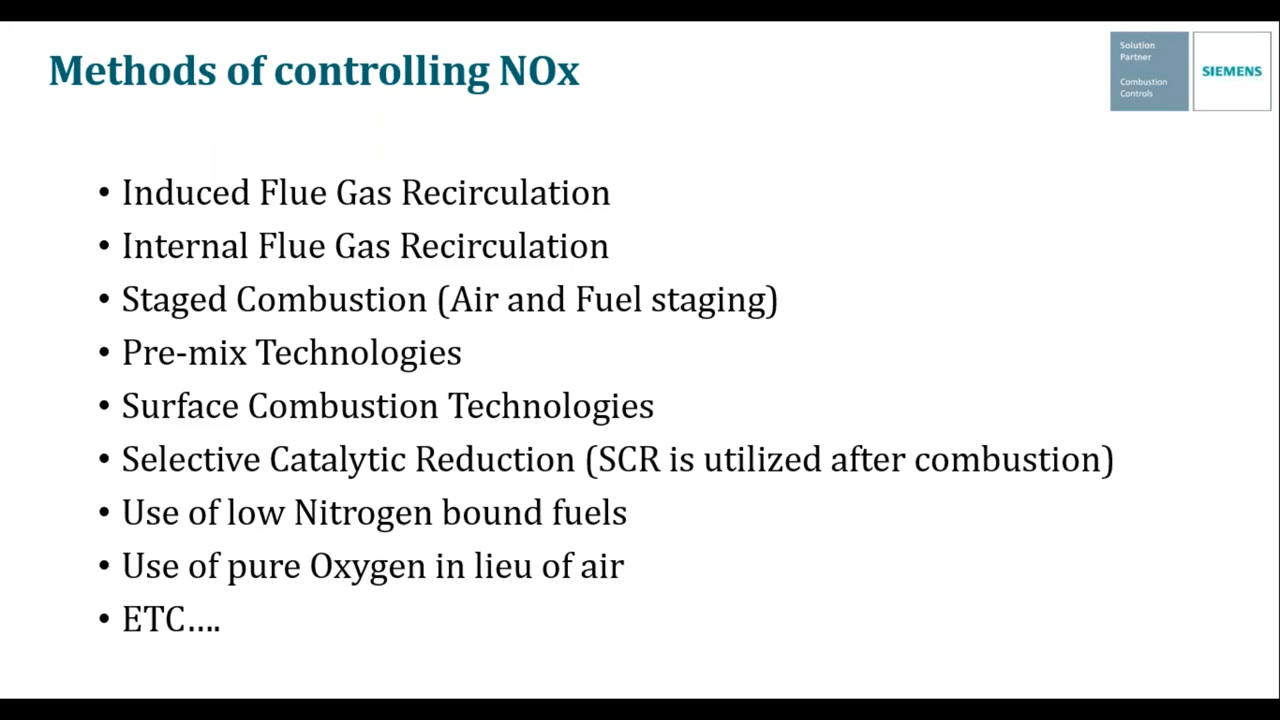 Methods of controlling NOx
Solution
Partner
Combustion
Controls
SIEMENS
• Induced Flue Gas Recirculation
• Internal Flue Gas Recirculation
• Staged Combustion (Air and Fuel staging)
• Pre-mix Technologies
• Surface Combustion Technologies
• Selective Catalytic Reduction (SCR is utilized after combustion)
• Use of low Nitrogen bound fuels
• Use of pure Oxygen in lieu of air
• ETC....